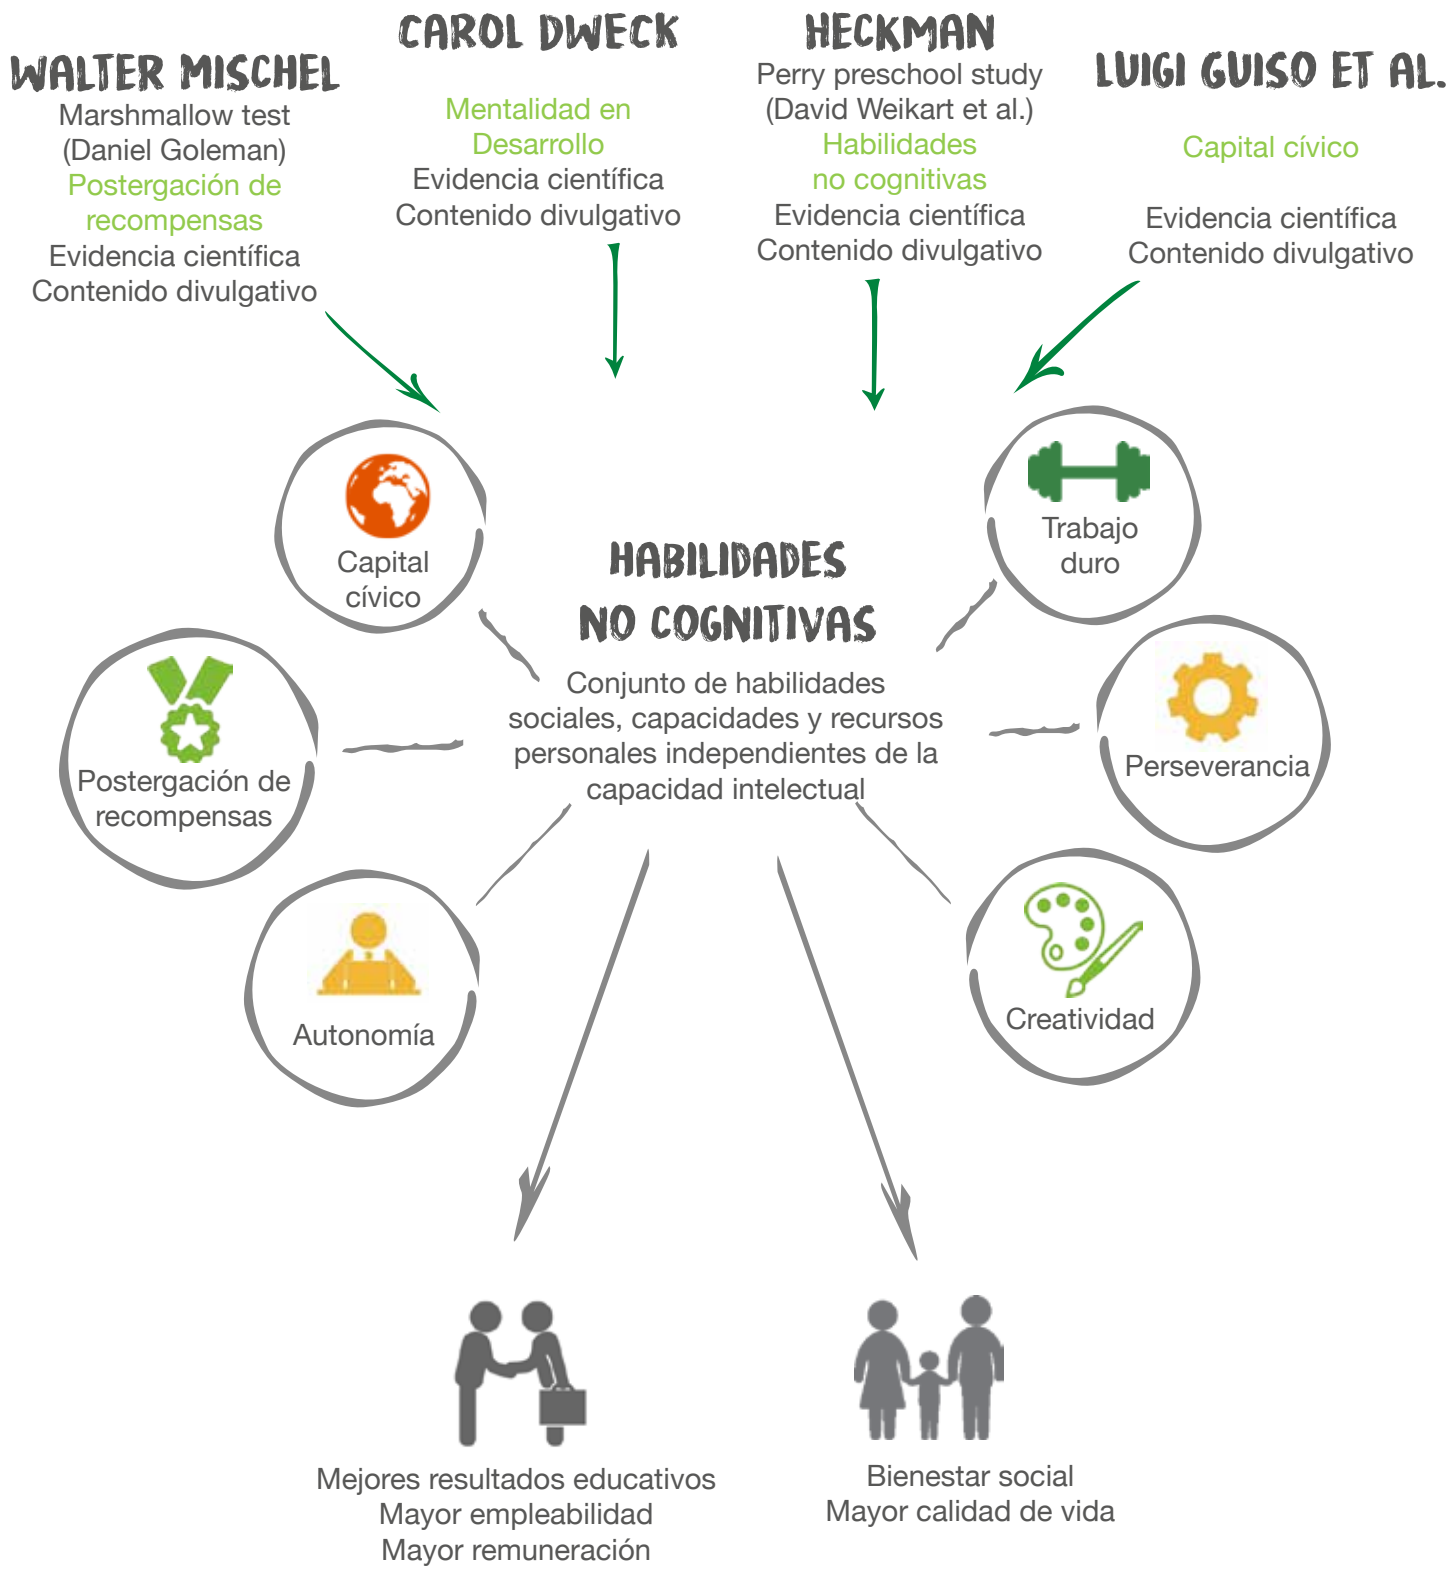 WALTER MISCHEL
Marshmallow test
(Daniel Goleman)
Postergación de
recompensas
Evidencia científica
Contenido divulgativo
CAROL DWECK
Mentalidad en
Desarrollo
Evidencia científica
Contenido divulgativo
HECKMAN
Perry preschool study
(David Weikart et al.)
Habilidades
no cognitivas
Evidencia científica
Contenido divulgativo
LUIGI GUISO ET AL.
Capital cívico
Evidencia científica
Contenido divulgativo
Capital
cívico
Postergación de
recompensas
Autonomía
HABILIDADES
NO COGNITIVAS
Conjunto de habilidades
sociales, capacidades y recursos
personales independientes de la
capacidad intelectual
Trabajo
duro
Perseverancia
Creatividad
Mejores resultados educativos
Mayor empleabilidad
Mayor remuneración
Bienestar social
Mayor calidad de vida